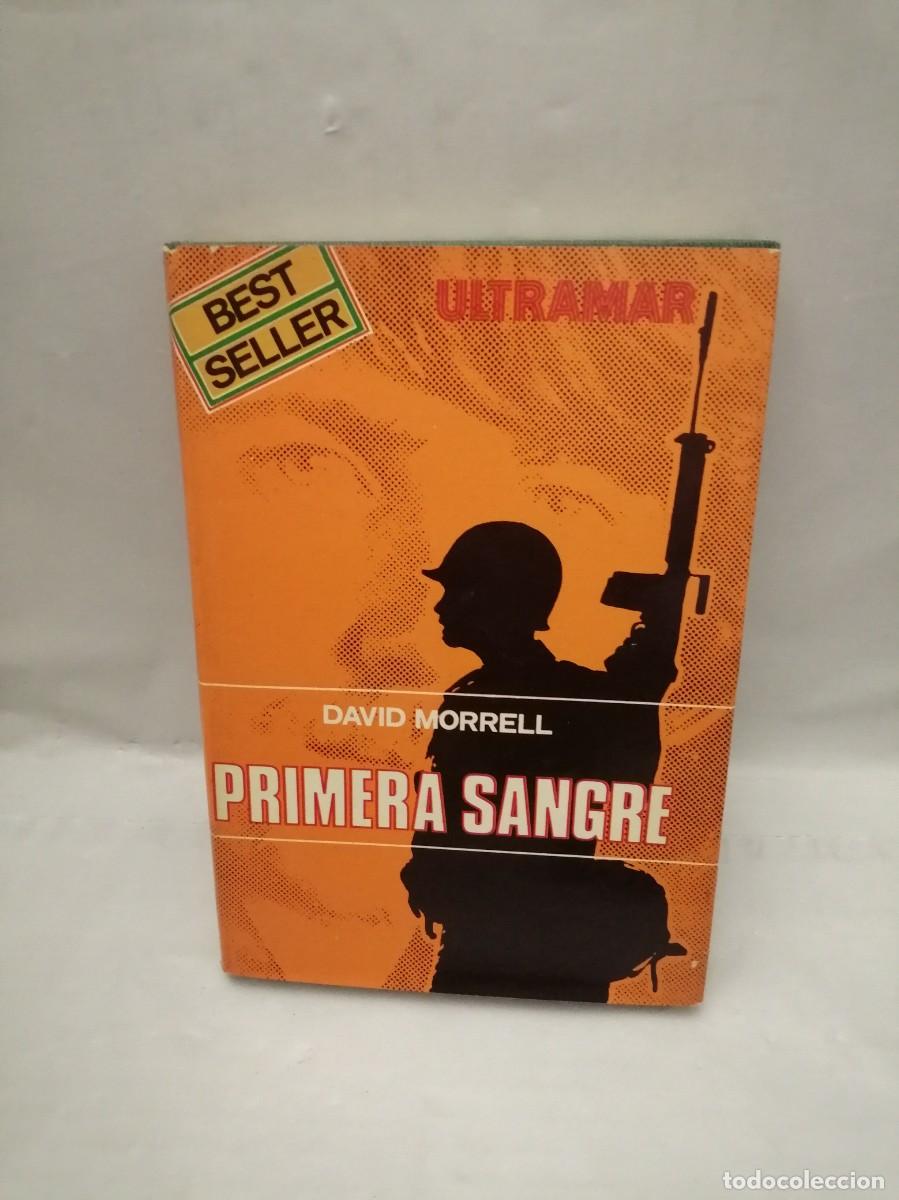 BEST
SELLER
ULTRAMAR
DAVID MORRELL
PRIMERA SANGRE
todocoleccion